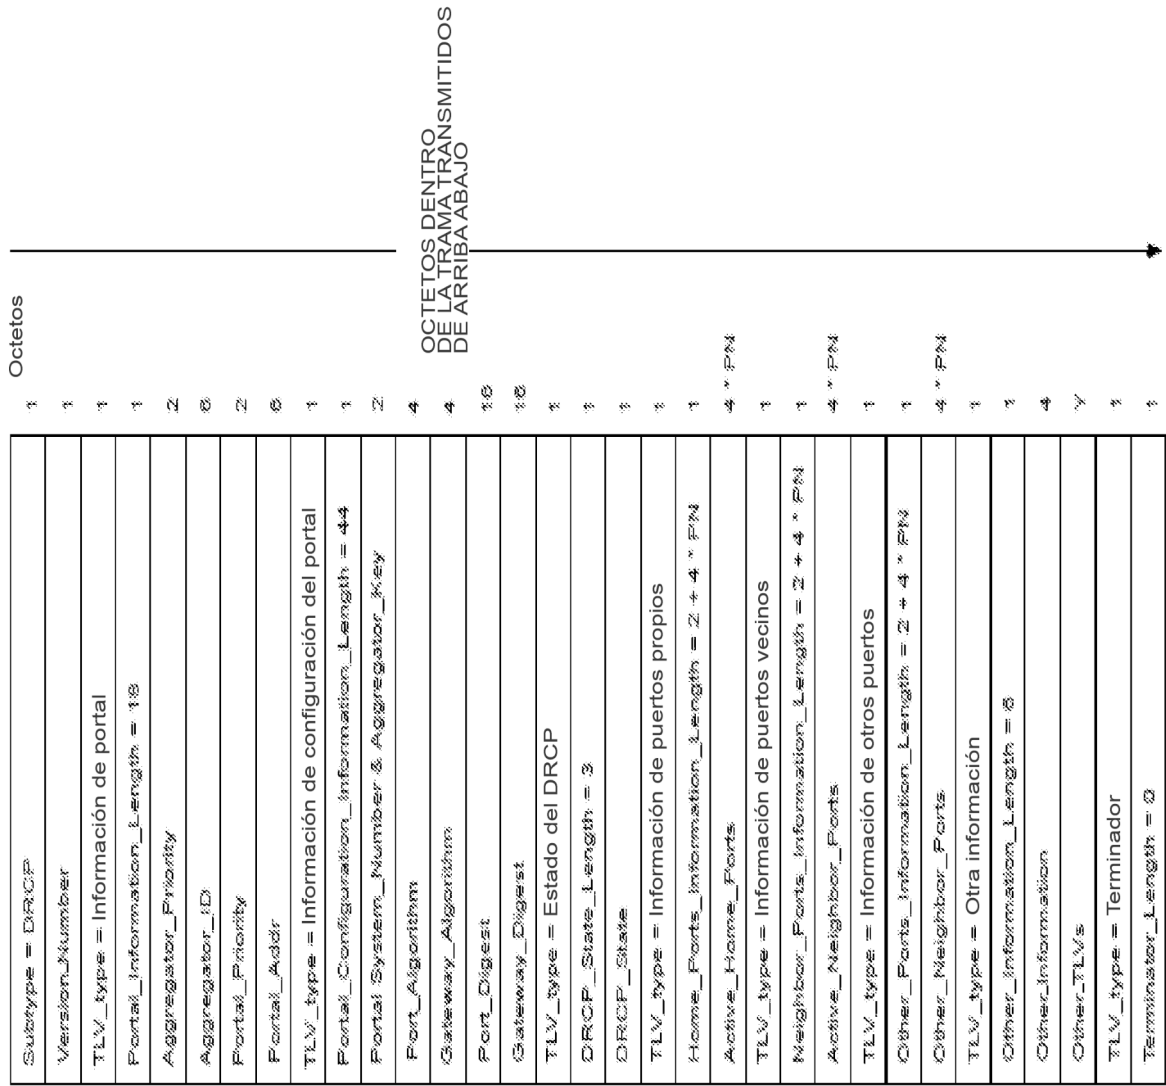 Octetos
Subtype = DRCP 1
Version_Number 1
TLV_type = Información de portal 1
Portal_Information_Length = 18 1
Aggregator_Priority 2
Aggregator_ID 6
Portal_Priority 2
Portal_Addr 6
TLV_type = Información de configuración del portal 1
Portal_Configuration_Information_Length = 44 1
Portal System_Number & Aggregator_Key 2
Port_Algorithm 4
Gateway_Algorithm 4
Port_Digest 16
Gateway_Digest 16
TLV_type = Estado del DRCP 1
DRCP_State_Length = 3 1
DRCP_State 1
TLV_type = Información de puertos propios 1
Home_Ports_Information_Length = 2 + 4 * PN 1
Active_Home_Ports 4 * PN
TLV_type = Información de puertos vecinos 1
Neighbor_Ports_Information_Length = 2 + 4 * PN 1
Active_Neighbor_Ports 4 * PN
TLV_type = Información de otros puertos 1
Other_Ports_Information_Length = 2 + 4 * PN 1
Other_Neighbor_Ports 4 * PN
TLV_type = Otra información 1
Other_Information_Length = 6 1
Other_Information 4
Other_TLVs Y
TLV_type = Terminador 1
Terminator_Length = 0 1
OCTETOS DENTRO
DE LA TRAMA TRANSMITIDOS
DE ARRIBA ABAJO